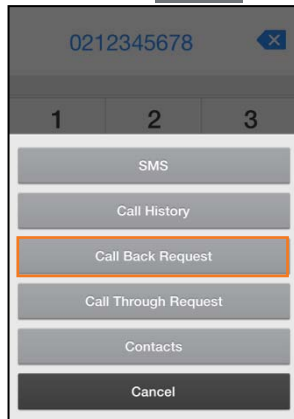 0212345678
1 2 3
SMS
Call History
Call Back Request
Call Through Request
Contacts
Cancel